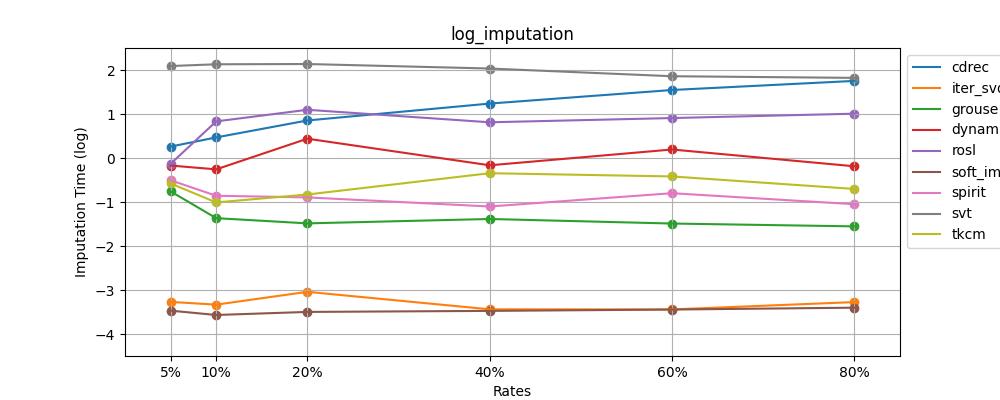 log_imputation
Imputation Time (log)
2
1
0
−1
−2
−3
−4
5%
10%
20%
40%
60%
80%
Rates
cdrec
iter_svd
grouse
dynam
rosl
soft_im
spirit
svt
tkcm